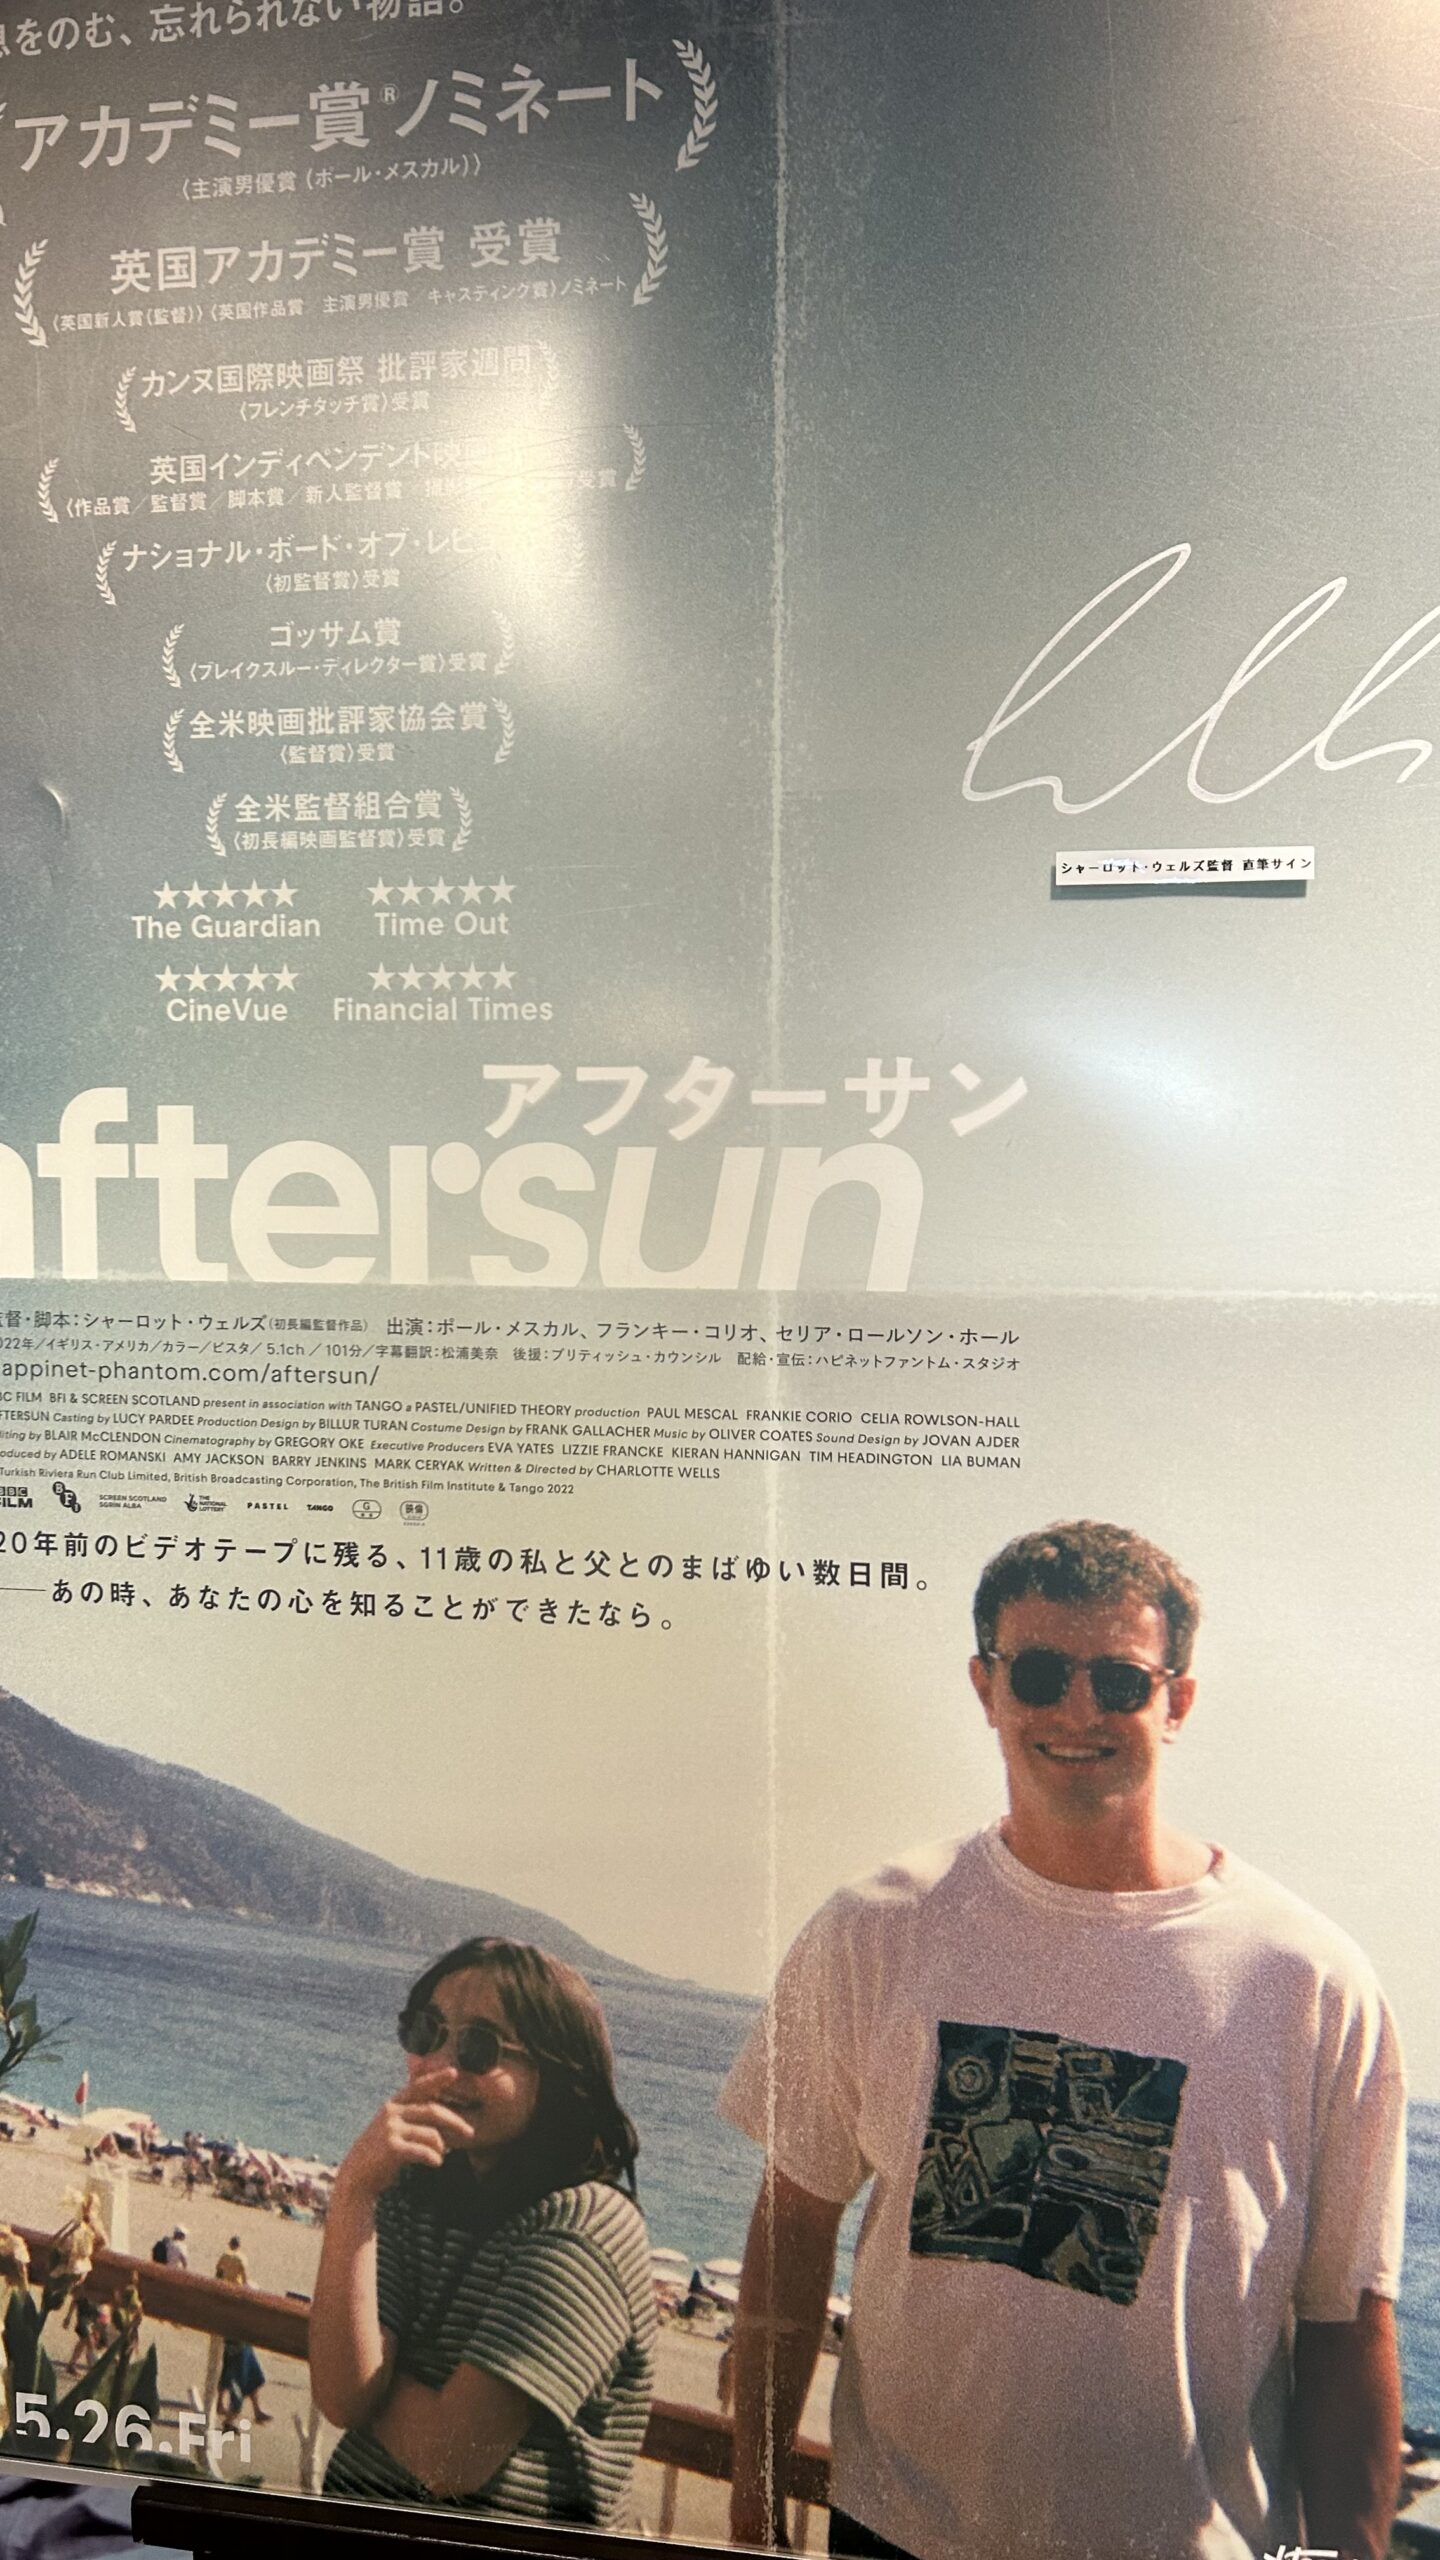 をのむ、忘れられない物語。
アカデミー賞®ノミネート
〈主演男優賞（ポール・メスカル）〉
英国アカデミー賞 受賞
〈英国新人賞（監督）〉〈英国作品賞 主演男優賞 キャスティング賞〉ノミネート
カンヌ国際映画祭 批評家週間
〈フレンチタッチ賞〉受賞
英国インディペンデント映
〈作品賞／監督賞／脚本賞／新人監督賞／ 受賞
ナショナル・ボード・オブ・レビ
〈初監督賞〉受賞
ゴッサム賞
〈ブレイクスルー・ディレクター賞〉受賞
全米映画批評家協会賞
〈監督賞〉受賞
全米監督組合賞
〈初長編映画監督賞〉受賞
★★★★★ ★★★★★
The Guardian Time Out
★★★★★ ★★★★★
CineVue Financial Times
シャーロット・ウェルズ監督 直筆サイン
アフターサン
aftersun
監督・脚本：シャーロット・ウェルズ（初長編監督作品） 出演：ポール・メスカル、フランキー・コリオ、セリア・ロールソン・ホール
2022年／イギリス・アメリカ／カラー／ビスタ／5.1ch／101分／字幕翻訳：松浦美奈 後援：ブリティッシュ・カウンシル 配給・宣伝：ハピネットファントム・スタジオ
appinet-phantom.com/aftersun/
BBC FILM BFI & SCREEN SCOTLAND present in association with TANGO a PASTEL/UNIFIED THEORY production PAUL MESCAL FRANKIE CORIO CELIA ROWLSON-HALL
AFTERSUN Casting by LUCY PARDEE Production Design by BILLUR TURAN Costume Design by FRANK GALLACHER Music by OLIVER COATES Sound Design by JOVAN AJDER
Editing by BLAIR McCLENDON Cinematography by GREGORY OKE Executive Producers EVA YATES LIZZIE FRANCKE KIERAN HANNIGAN TIM HEADINGTON LIA BUMAN
Produced by ADELE ROMANSKI AMY JACKSON BARRY JENKINS MARK CERYAK Written & Directed by CHARLOTTE WELLS
Turkish Riviera Run Club Limited, British Broadcasting Corporation, The British Film Institute & Tango 2022
BBC FILM BFI SCREEN SCOTLAND SGRIN ALBA THE NATIONAL LOTTERY PASTEL TANGO G 映倫
20年前のビデオテープに残る、11歳の私と父とのまばゆい数日間。
――あの時、あなたの心を知ることができたなら。
5.26.Fri